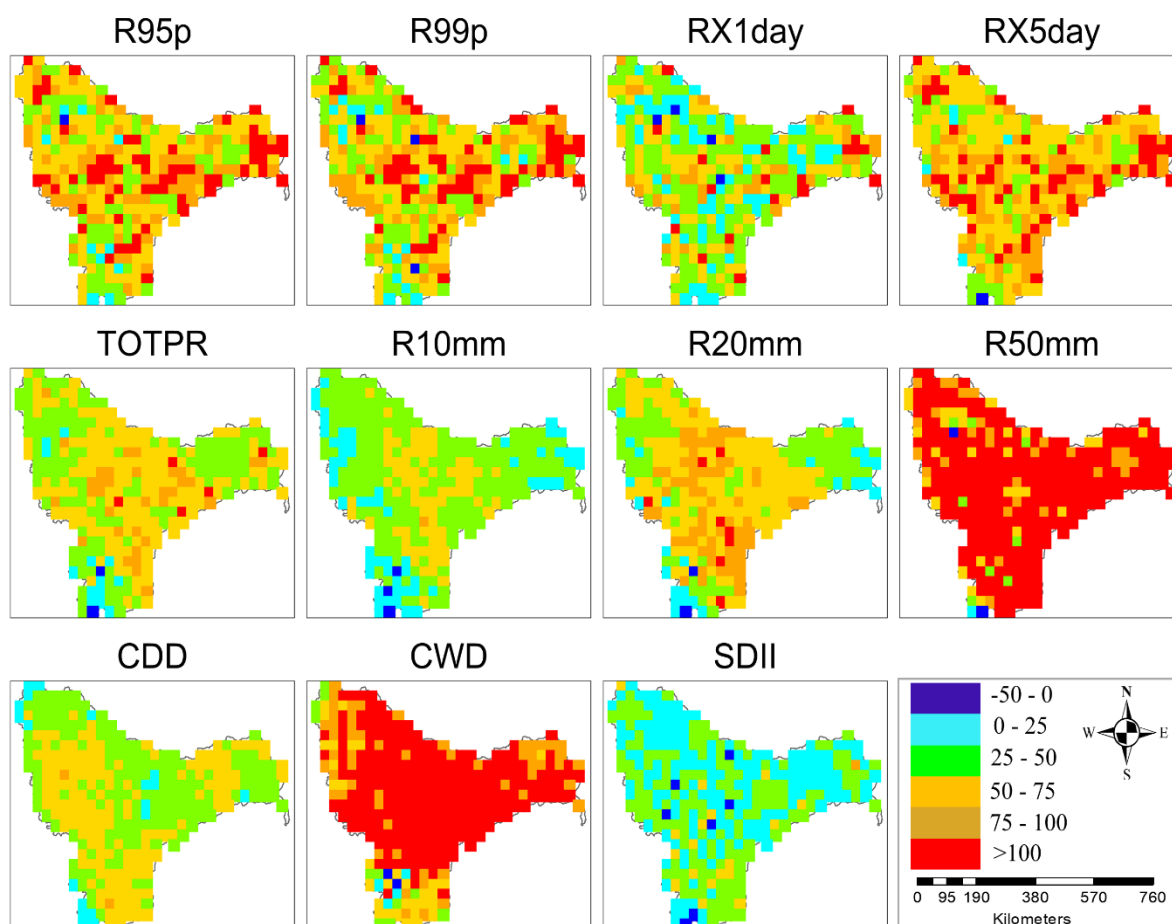 R95p R99p RX1day RX5day
TOTPR R10mm R20mm R50mm
CDD CWD SDII
-50 - 0
0 - 25
25 - 50
50 - 75
75 - 100
>100
N
W E
S
0 95 190 380 570 760
Kilometers